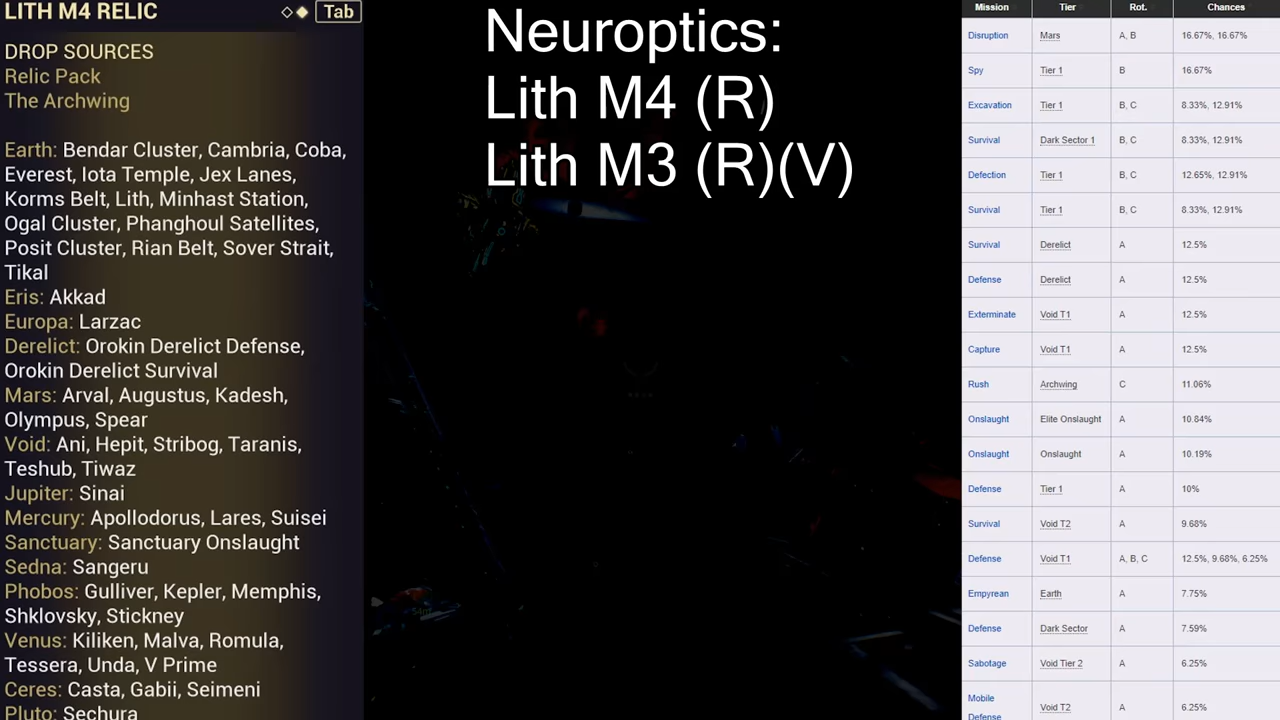 LITH M4 RELIC
Tab
DROP SOURCES
Relic Pack
The Archwing
Earth: Bendar Cluster, Cambria, Coba,
Everest, Iota Temple, Jex Lanes,
Korms Belt, Lith, Minhast Station,
Ogal Cluster, Phanghoul Satellites,
Posit Cluster, Rian Belt, Sover Strait,
Tikal
Eris: Akkad
Europa: Larzac
Derelict: Orokin Derelict Defense,
Orokin Derelict Survival
Mars: Arval, Augustus, Kadesh,
Olympus, Spear
Void: Ani, Hepit, Stribog, Taranis,
Teshub, Tiwaz
Jupiter: Sinai
Mercury: Apollodorus, Lares, Suisei
Sanctuary: Sanctuary Onslaught
Sedna: Sangeru
Phobos: Gulliver, Kepler, Memphis,
Shklovsky, Stickney
Venus: Kiliken, Malva, Romula,
Tessera, Unda, V Prime
Ceres: Casta, Gabii, Seimeni
Pluto: Sechura
Neuroptics:
Lith M4 (R)
Lith M3 (R)(V)
Mission Tier Rot. Chances
Disruption Mars A, B 16.67%, 16.67%
Spy Tier 1 B 16.67%
Excavation Tier 1 B, C 8.33%, 12.91%
Survival Dark Sector 1 B, C 8.33%, 12.91%
Defection Tier 1 B, C 12.5%, 12.91%
Survival Tier 1 B, C 8.33%, 12.91%
Survival Derelict A 12.5%
Defense Derelict A 12.5%
Exterminate Void T1 A 12.5%
Capture Void T1 A 12.5%
Rush Archwing C 11.06%
Onslaught Elite Onslaught A 10.84%
Onslaught Onslaught A 10.19%
Defense Tier 1 A 10%
Survival Void T2 A 9.68%
Defense Void T1 A, B, C 12.5%, 9.68%, 6.25%
Empyrean Earth A 7.75%
Defense Dark Sector A 7.59%
Sabotage Void Tier 2 A 6.25%
Mobile Defense Void T2 A 6.25%